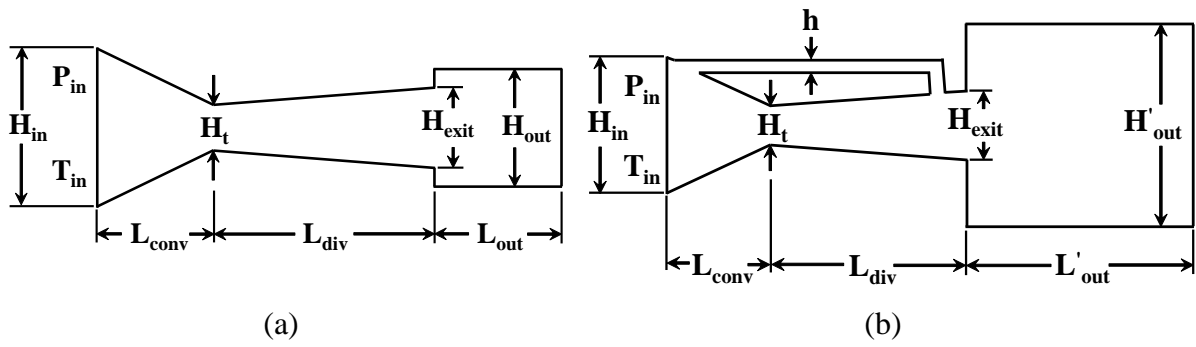 P_in
H_in
T_in
H_t
H_exit
H_out
L_conv
L_div
L_out
(a)
h
P_in
H_in
T_in
H_t
H_exit
H'_out
L_conv
L_div
L'_out
(b)